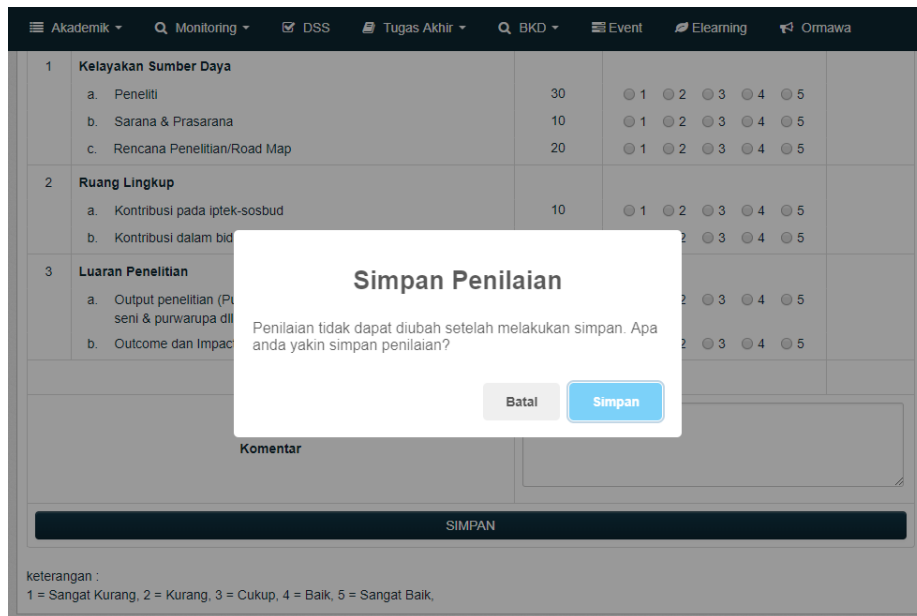 Akademik Monitoring DSS Tugas Akhir BKD Event Elearning Ormawa
1 Kelayakan Sumber Daya
a. Peneliti 30 1 2 3 4 5
b. Sarana & Prasarana 10 1 2 3 4 5
c. Rencana Penelitian/Road Map 20 1 2 3 4 5
2 Ruang Lingkup
a. Kontribusi pada iptek-sosbud 10 1 2 3 4 5
b. Kontribusi dalam bid 2 3 4 5
3 Luaran Penelitian
a. Output penelitian (Pu 2 3 4 5
seni & purwarupa dll
b. Outcome dan Impac 2 3 4 5
Simpan Penilaian
Penilaian tidak dapat diubah setelah melakukan simpan. Apa
anda yakin simpan penilaian?
Batal Simpan
Komentar
SIMPAN
keterangan :
1 = Sangat Kurang, 2 = Kurang, 3 = Cukup, 4 = Baik, 5 = Sangat Baik,